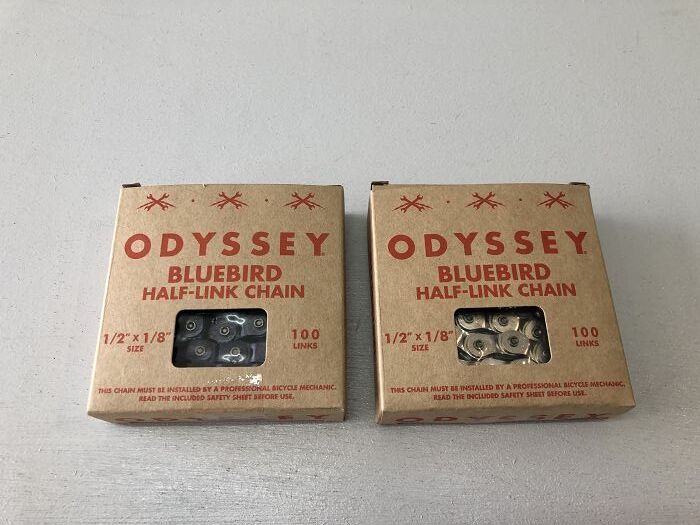 ODYSSEY
BLUEBIRD
HALF-LINK CHAIN
1/2" x 1/8"
SIZE
100
LINKS
THIS CHAIN MUST BE INSTALLED BY A PROFESSIONAL BICYCLE MECHANIC.
READ THE INCLUDED SAFETY SHEET BEFORE USE.
ODYSSEY
ODYSSEY
BLUEBIRD
HALF-LINK CHAIN
1/2" x 1/8"
SIZE
100
LINKS
THIS CHAIN MUST BE INSTALLED BY A PROFESSIONAL BICYCLE MECHANIC.
READ THE INCLUDED SAFETY SHEET BEFORE USE.
ODYSSEY